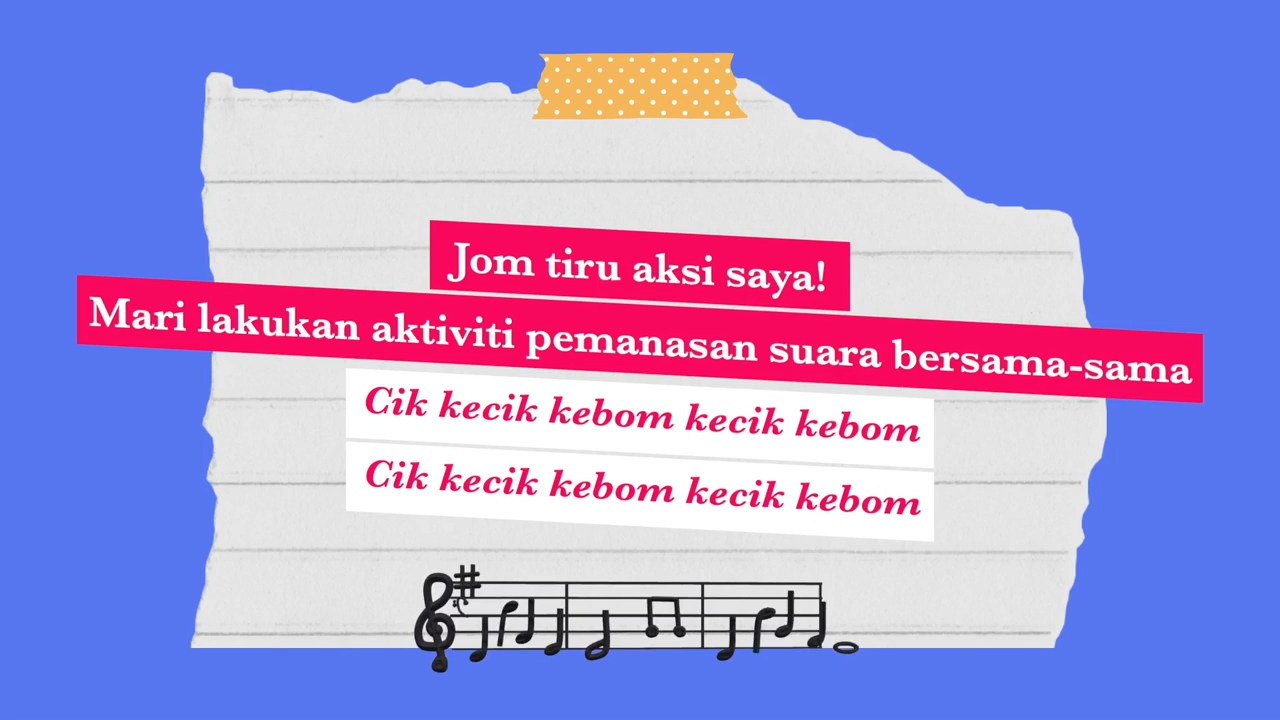 Jom tiru aksi saya!
Mari lakukan aktiviti pemanasan suara bersama-sama
Cik kecik kebom kecik kebom
Cik kecik kebom kecik kebom